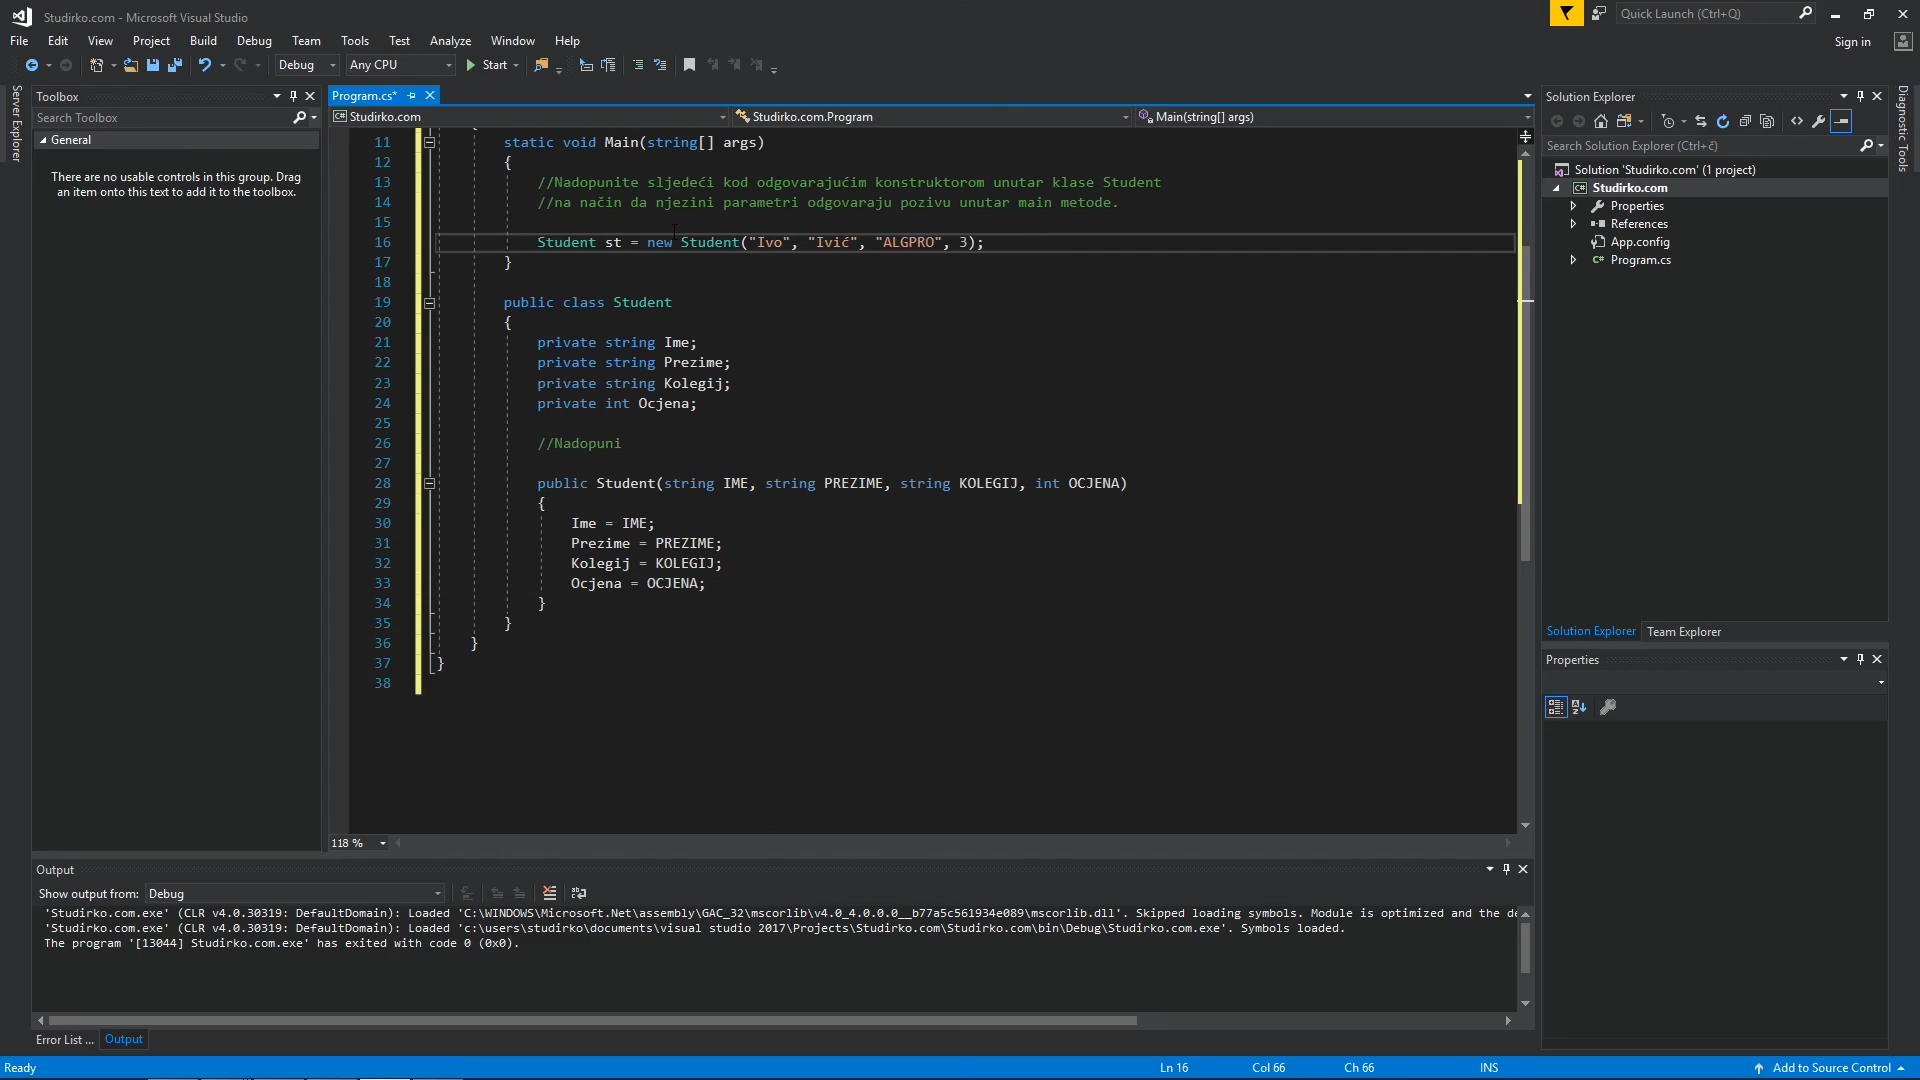 Studirko.com - Microsoft Visual Studio
Quick Launch (Ctrl+Q)
File Edit View Project Build Debug Team Tools Test Analyze Window Help
Sign in
Debug Any CPU Start
Server Explorer
Toolbox
Search Toolbox
General
There are no usable controls in this group. Drag
an item onto this text to add it to the toolbox.
Program.cs*
Studirko.com Studirko.com.Program Main(string[] args)
11 static void Main(string[] args)
12 {
13 //Nadopunite sljedeći kod odgovarajućim konstruktorom unutar klase Student
14 //na način da njezini parametri odgovaraju pozivu unutar main metode.
15
16 Student st = new Student("Ivo", "Ivić", "ALGPRO", 3);
17 }
18
19 public class Student
20 {
21 private string Ime;
22 private string Prezime;
23 private string Kolegij;
24 private int Ocjena;
25
26 //Nadopuni
27
28 public Student(string IME, string PREZIME, string KOLEGIJ, int OCJENA)
29 {
30 Ime = IME;
31 Prezime = PREZIME;
32 Kolegij = KOLEGIJ;
33 Ocjena = OCJENA;
34 }
35 }
36 }
37 }
38
118 %
Solution Explorer
Search Solution Explorer (Ctrl+č)
Solution 'Studirko.com' (1 project)
C# Studirko.com
Properties
References
App.config
C# Program.cs
Solution Explorer Team Explorer
Properties
Diagnostic Tools
Output
Show output from: Debug
'Studirko.com.exe' (CLR v4.0.30319: DefaultDomain): Loaded 'C:\WINDOWS\Microsoft.Net\assembly\GAC_32\mscorlib\v4.0_4.0.0.0__b77a5c561934e089\mscorlib.dll'. Skipped loading symbols. Module is optimized and the de
'Studirko.com.exe' (CLR v4.0.30319: DefaultDomain): Loaded 'c:\users\studirko\documents\visual studio 2017\Projects\Studirko.com\Studirko.com\bin\Debug\Studirko.com.exe'. Symbols loaded.
The program '[13044] Studirko.com.exe' has exited with code 0 (0x0).
Error List ... Output
Ready Ln 16 Col 66 Ch 66 INS Add to Source Control